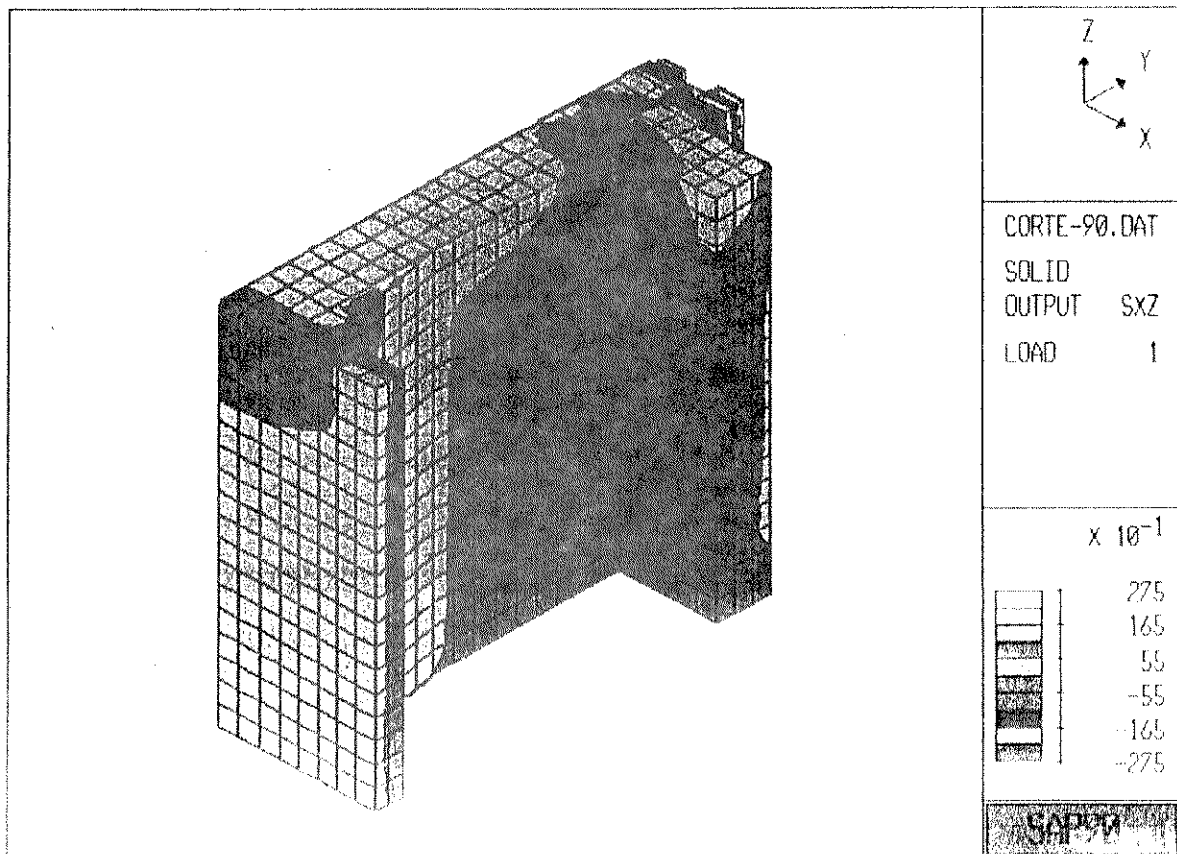 Z
Y
X
CORTE-90.DAT
SOLID
OUTPUT SXZ
LOAD 1
X 10⁻¹
275
165
55
-55
-165
-275
SAP90